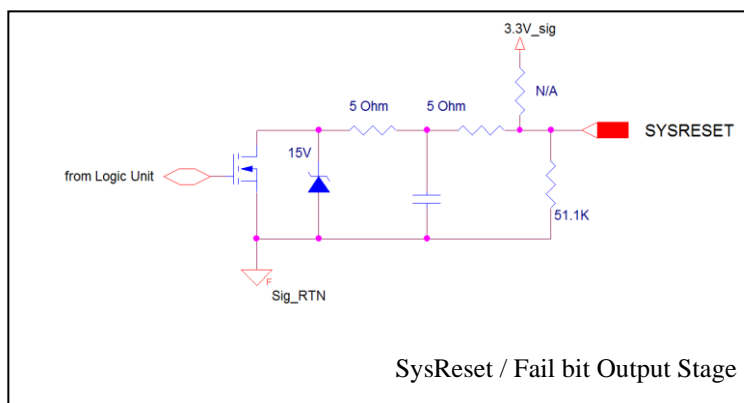 3.3V_sig
N/A
5 Ohm
5 Ohm
SYSRESET
15V
from Logic Unit
51.1K
F
Sig_RTN
SysReset / Fail bit Output Stage